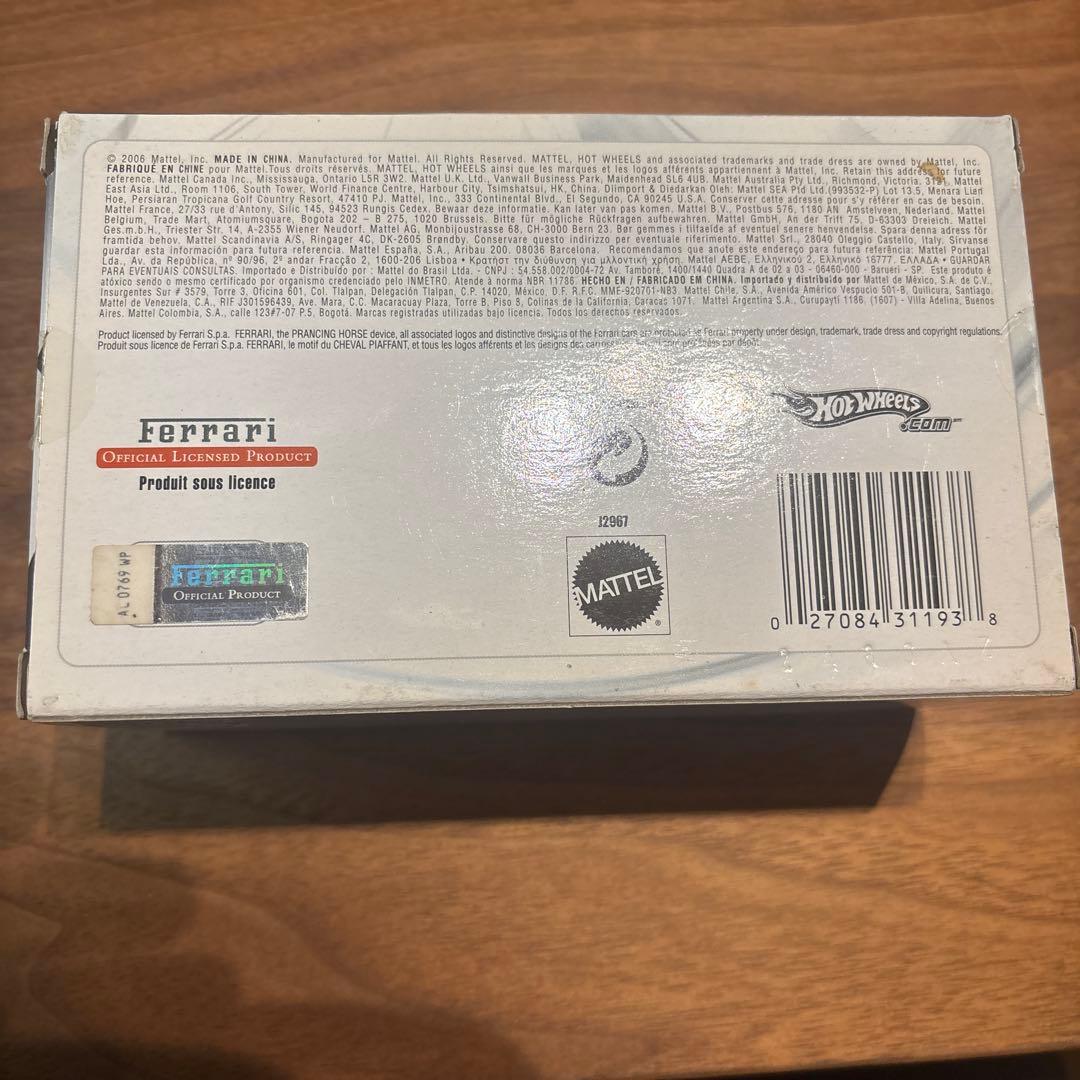 © 2006 Mattel, Inc. MADE IN CHINA. Manufactured for Mattel. All Rights Reserved. MATTEL, HOT WHEELS and associated trademarks and trade dress are owned by Mattel, Inc.
FABRIQUÉ EN CHINE pour Mattel.Tous droits réservés. MATTEL, HOT WHEELS ainsi que les marques et les logos afférents appartiennent à Mattel, Inc. Retain this address for future
reference. Mattel Canada Inc., Mississauga, Ontario L5R 3W2. Mattel U.K. Ltd., Vanwall Business Park, Maidenhead SL6 4UB. Mattel Australia Pty Ltd., Richmond, Victoria. 3121. Mattel
East Asia Ltd., Room 1106, South Tower, World Finance Centre, Harbour City, Tsimshatsui, HK, China. Diimport & Diedarkan Oleh: Mattel SEA Ptd Ltd.(993532-P) Lot 13.5, Menara Lien
Hoe, Persiaran Tropicana Golf Country Resort, 47410 PJ. Mattel, Inc., 333 Continental Blvd., El Segundo, CA 90245 U.S.A. Conserver cette adresse pour s'y référer en cas de besoin.
Mattel France, 27/33 rue d'Antony, Silic 145, 94523 Rungis Cedex. Bewaar deze informatie. Kan later van pas komen. Mattel B.V., Postbus 576, 1180 AN Amstelveen, Nederland. Mattel
Belgium, Trade Mart, Atomiumsquare, Bogota 202 – B 275, 1020 Brussels. Bitte für mögliche Rückfragen aufbewahren. Mattel GmbH, An der Trift 75, D-63303 Dreieich. Mattel
Ges.m.b.H., Triester Str. 14, A-2355 Wiener Neudorf. Mattel AG, Monbijoustrasse 68, CH-3000 Bern 23. Bør gemmes i tilfælde af eventuel senere henvendelse. Spara denna adress för
framtida behov. Mattel Scandinavia A/S, Ringager 4C, DK-2605 Brøndby. Conservare questo indirizzo per eventuale riferimento. Mattel Srl., 28040 Oleggio Castello, Italy. Sírvanse
guardar esta información para futura referencia. Mattel España, S.A., Aribau 200. 08036 Barcelona. Recomendamos que anote este endereço para futura referência: Mattel Portugal
Lda., Av. da República, nº 90/96, 2º andar Fracção 2, 1600-206 Lisboa • Κρατήστ την διύθυνση για μλλοντική χρήση. Mattel AEBE, Ελληνικού 2, Ελληνικό 16777. ΕΛΛΑΔΑ • GUARDAR
PARA EVENTUAIS CONSULTAS. Importado e Distribuído por : Mattel do Brasil Ltda. - CNPJ : 54.558.002/0004-72 Av. Tamboré, 1400/1440 Quadra A de 02 a 03 - 06460-000 - Barueri - SP. Este produto é
atóxico sendo o mesmo certificado por organismo credenciado pelo INMETRO. Atende à norma NBR 11786. HECHO EN / FABRICADO EM CHINA. Importado y distribuido por Mattel de México, S.A. de C.V.,
Insurgentes Sur # 3579, Torre 3, Oficina 601, Col. Tlalpan, Delegación Tlalpan, C.P. 14020, México, D.F. R.F.C. MME-920701-NB3. Mattel Chile, S.A., Avenida Américo Vespucio 501-B, Quilicura, Santiago.
Mattel de Venezuela, C.A., RIF J301596439, Ave. Mara, C.C. Macaracuay Plaza, Torre B, Piso 8, Colinas de la California, Caracas 1071. Mattel Argentina S.A., Curupaytí 1186, (1607) - Villa Adelina, Buenos
Aires. Mattel Colombia, S.A., calle 123#7-07 P.5, Bogotá. Marcas registradas utilizadas bajo licencia. Todos los derechos reservados.
Product licensed by Ferrari S.p.a. FERRARI, the PRANCING HORSE device, all associated logos and distinctive designs of the Ferrari cars are protected as Ferrari property under design, trademark, trade dress and copyright regulations.
Produit sous licence de Ferrari S.p.a. FERRARI, le motif du CHEVAL PIAFFANT, et tous les logos afférents et les designs des par dépôt.
Ferrari
OFFICIAL LICENSED PRODUCT
Produit sous licence
HOT WHEELS
.COM
J2967
MATTEL
®
AL 0769 WP
Ferrari
OFFICIAL PRODUCT
0 27084 31193 8